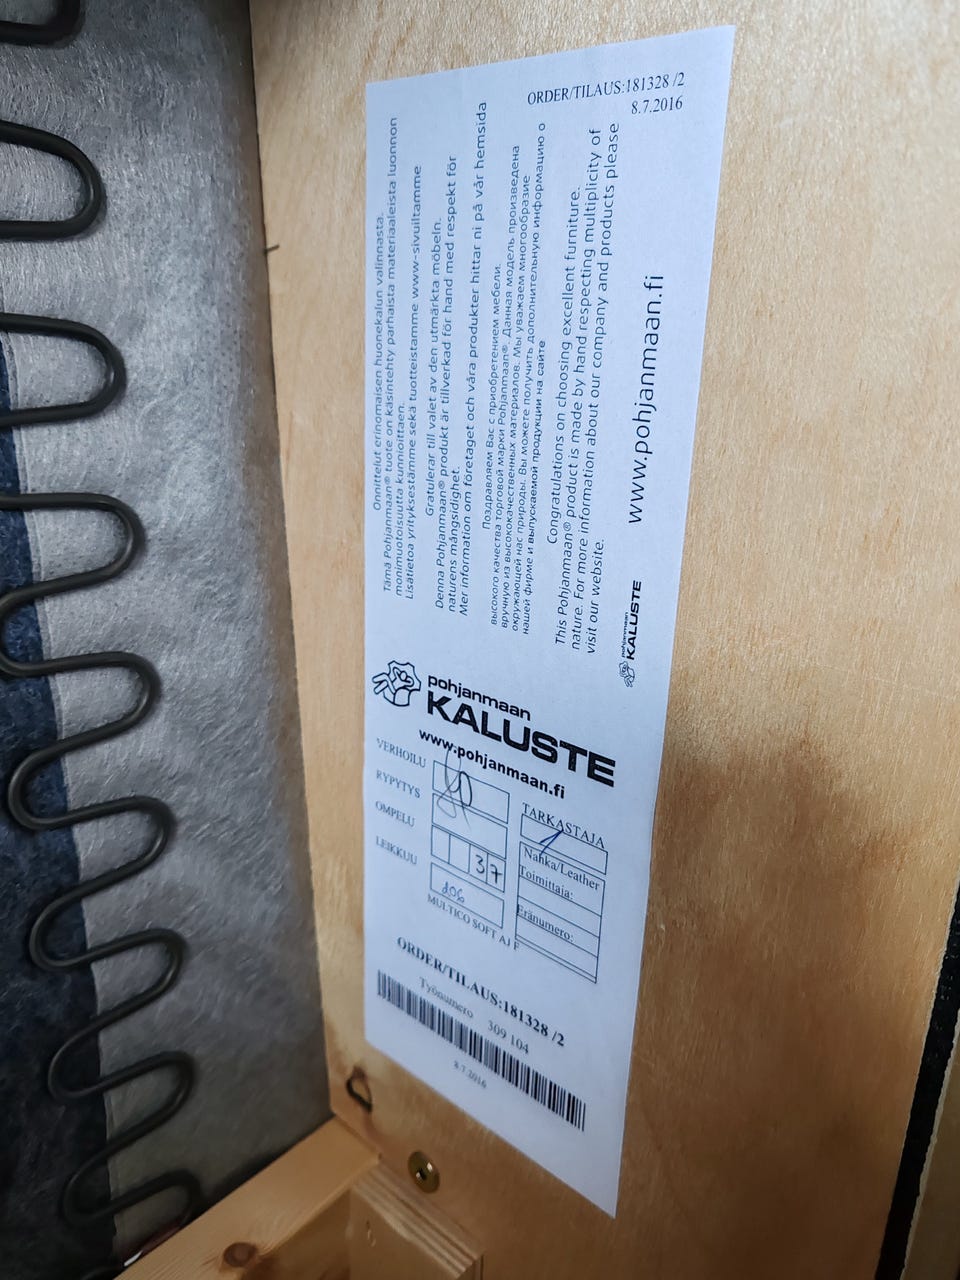 ORDER/TILAUS:181328 /2
8.7.2016
Onnittelut erinomaisen huonekalun valinnasta.
Tämä Pohjanmaan® tuote on käsintehty parhaista materiaaleista luonnon
monimuotoisuutta kunnioittaen.
Lisätietoa yrityksestämme sekä tuotteistamme www-sivuiltamme
Gratulerar till valet av den utmärkta möbeln.
Denna Pohjanmaan® produkt är tillverkad för hand med respekt för
naturens mångsidighet.
Mer information om företaget och våra produkter hittar ni på vår hemsida
Поздравляем Вас с приобретением мебели.
высокого качества торговой марки Pohjanmaan®. Данная модель произведена
вручную из высококачественных материалов. Мы уважаем многообразие
окружающей нас природы. Вы можете получить дополнительную информацию о
нашей фирме и выпускаемой продукции на сайте
Congratulations on choosing excellent furniture.
This Pohjanmaan® product is made by hand respecting multiplicity of
nature. For more information about our company and products please
visit our website.
www.pohjanmaan.fi
pohjanmaan
KALUSTE
pohjanmaan
KALUSTE
www.pohjanmaan.fi
VERHOILU
RYPYTYS
OMPELU
37
LEIKKUU
206
MULTICO SOFT
TARKASTAJA
Nahka/Leather
Toimittaja:
Eränumero:
ORDER/TILAUS:181328 /2
Työnumero 309 104
8.7.2016